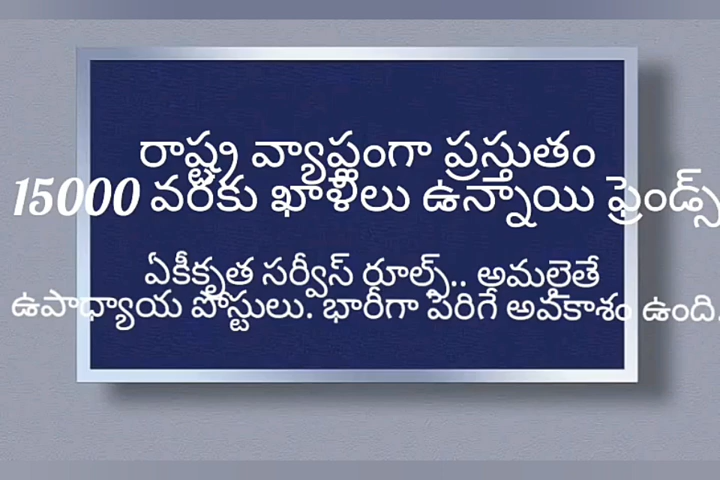 రాష్ట్ర వ్యాప్తంగా ప్రస్తుతం
15000 వరకు ఖాళీలు ఉన్నాయి ఫ్రెండ్స్
ఏకీకృత సర్వీస్ రూల్స్.. అమలైతే
ఉపాధ్యాయ పోస్టులు. భారీగా పెరిగే అవకాశం ఉంది.